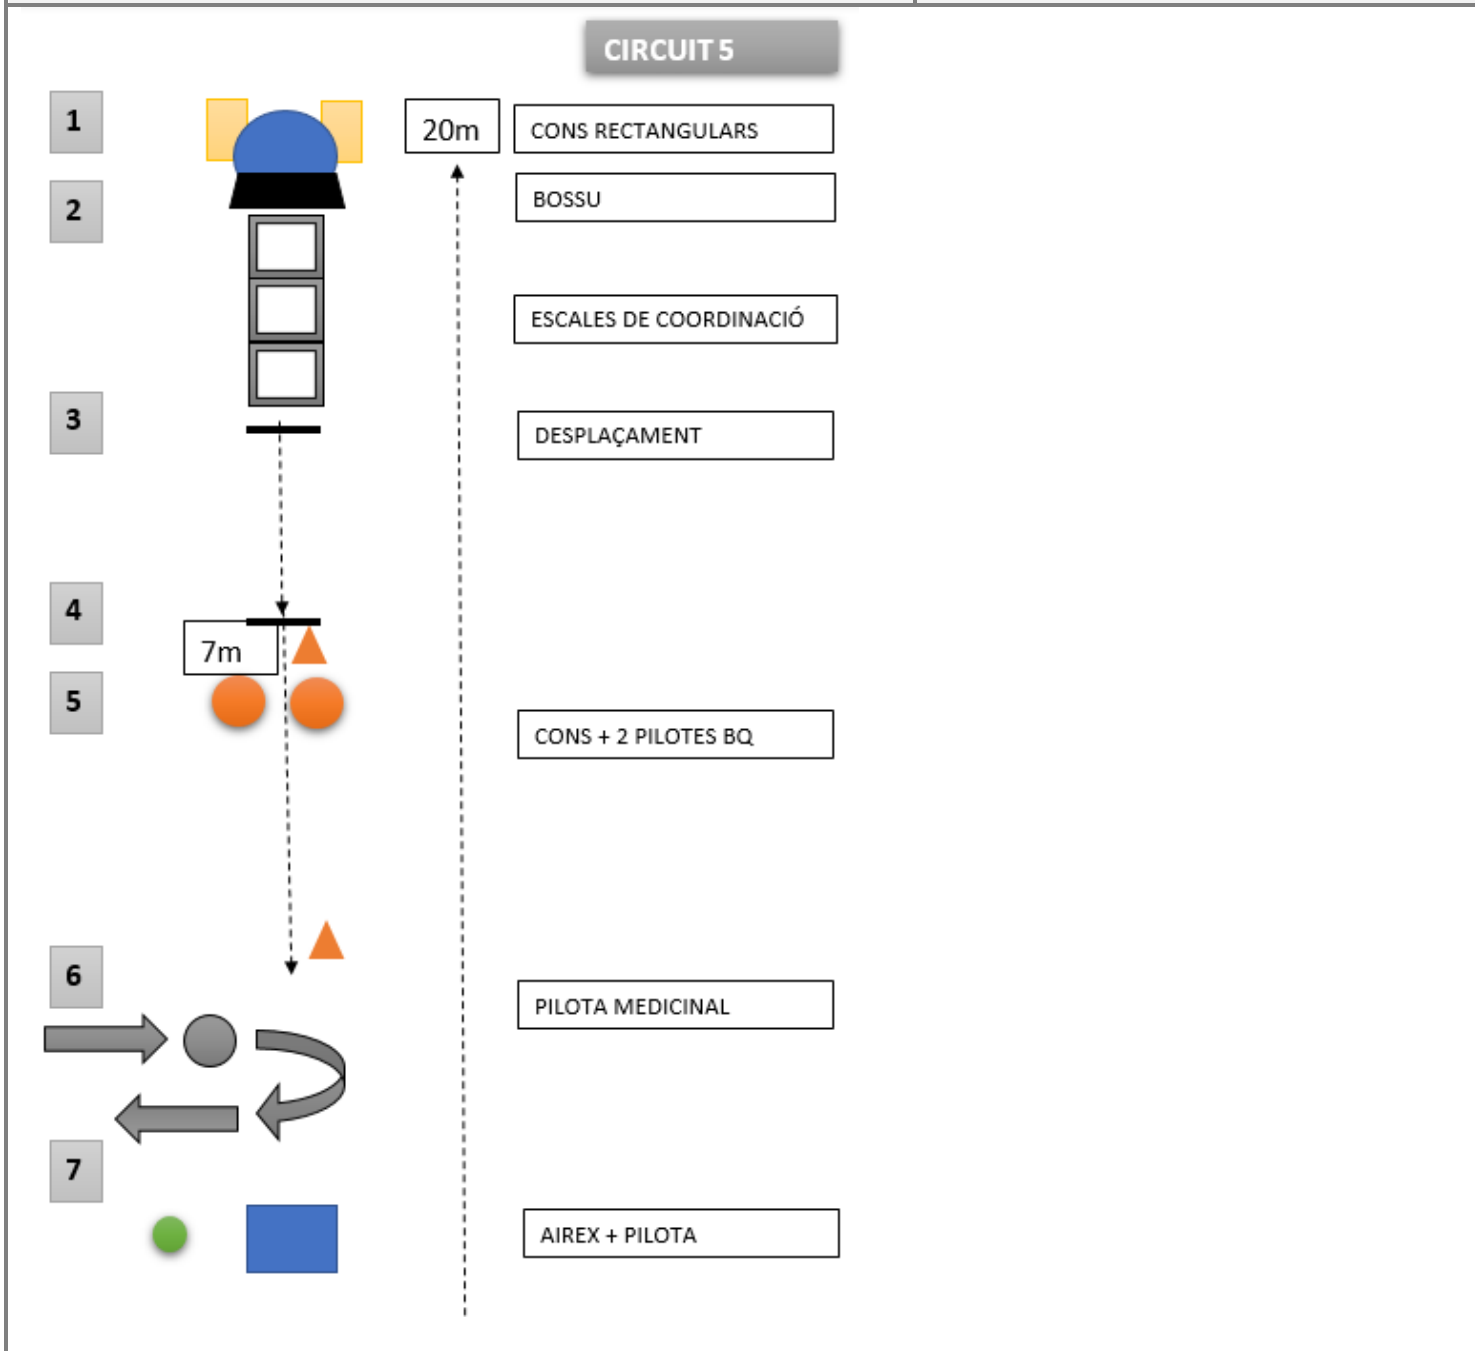 CIRCUIT 5
1
20m
CONS RECTANGULARS
2
BOSSU
ESCALES DE COORDINACIÓ
3
DESPLAÇAMENT
4
7m
5
CONS + 2 PILOTES BQ
6
PILOTA MEDICINAL
7
AIREX + PILOTA